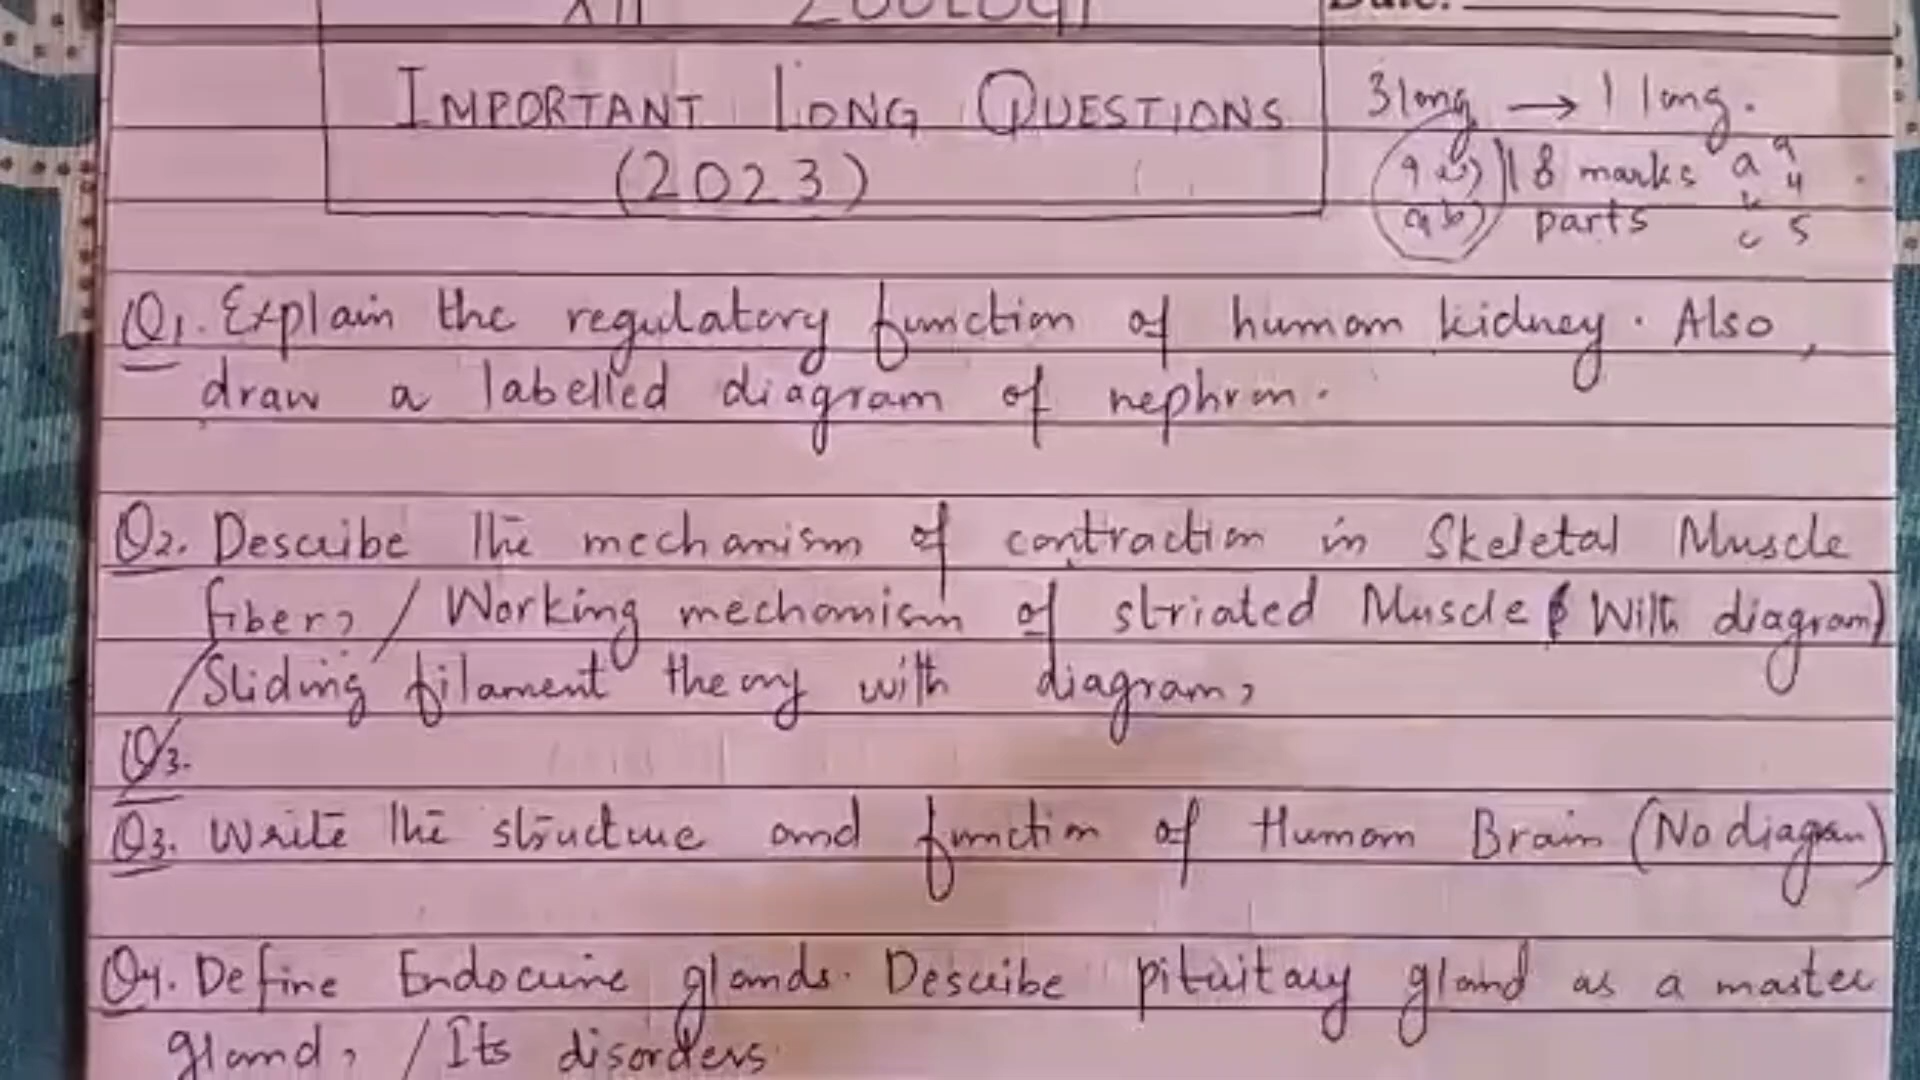 XII ZOOLOGY
Date:
IMPORTANT LONG QUESTIONS
(2023)
3 long → 1 long.
18 marks
parts
Q1. Explain the regulatory function of human kidney. Also,
draw a labelled diagram of nephron.
Q2. Describe the mechanism of contraction in Skeletal Muscle
fiber, / Working mechanism of striated Muscle (With diagram)
/Sliding filament theory with diagram,
Q3.
Q3. Write the structure and function of Human Brain (No diagram)
Q4. Define Endocrine glands. Describe pituitary gland as a master
gland, / Its disorders